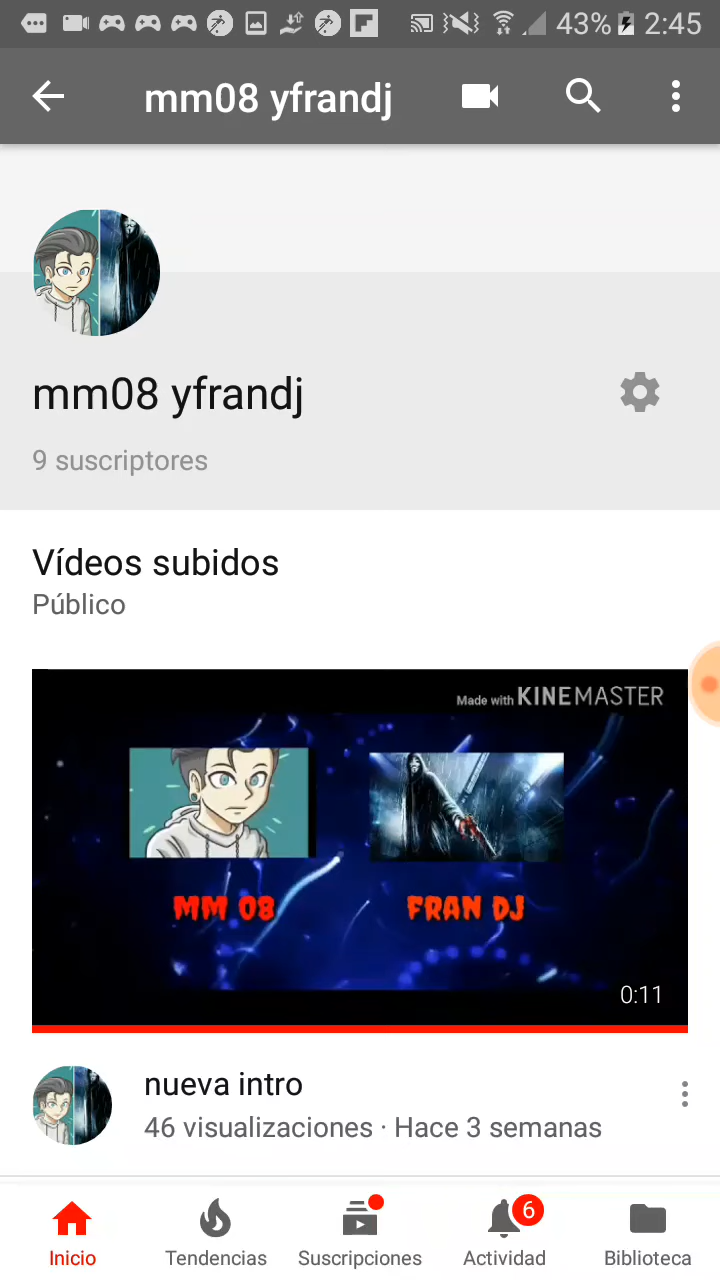 43% 2:45
mm08 yfrandj
mm08 yfrandj
9 suscriptores
Vídeos subidos
Público
Made with KINEMASTER
MM 08 FRAN DJ
0:11
nueva intro
46 visualizaciones · Hace 3 semanas
6
Inicio Tendencias Suscripciones Actividad Biblioteca